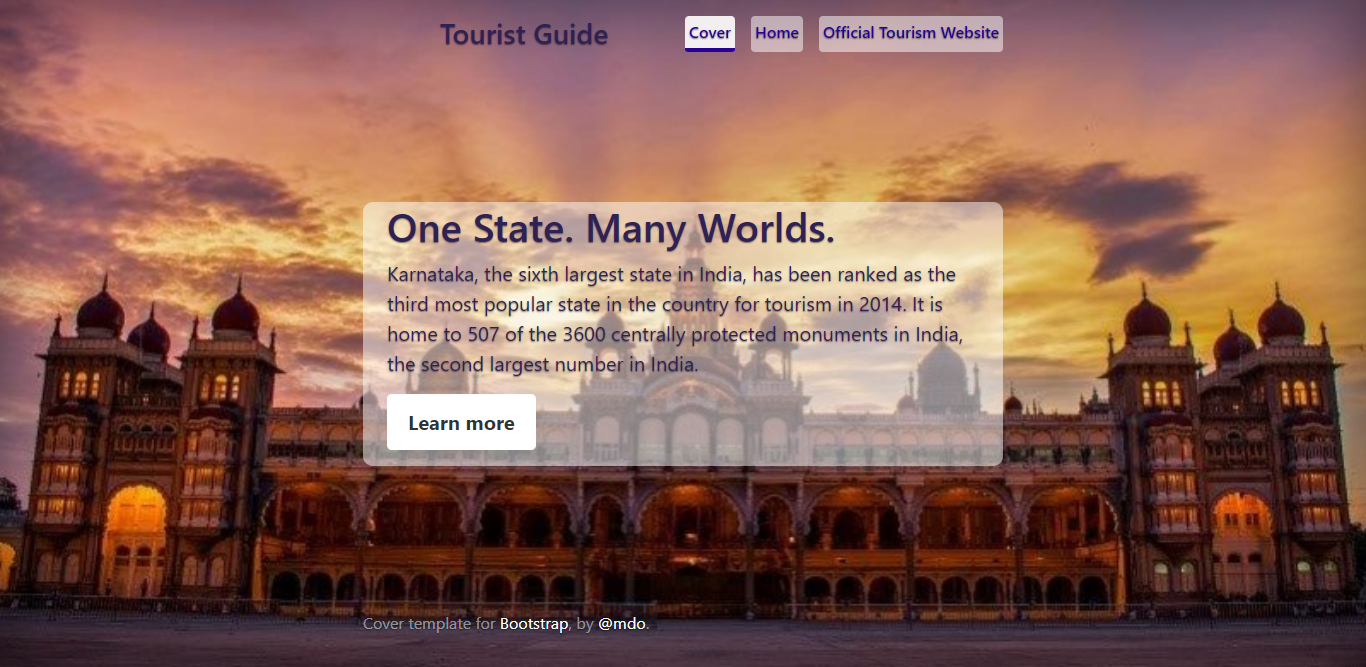 Tourist Guide
Cover Home Official Tourism Website
One State. Many Worlds.
Karnataka, the sixth largest state in India, has been ranked as the
third most popular state in the country for tourism in 2014. It is
home to 507 of the 3600 centrally protected monuments in India,
the second largest number in India.
Learn more
Cover template for Bootstrap, by @mdo.